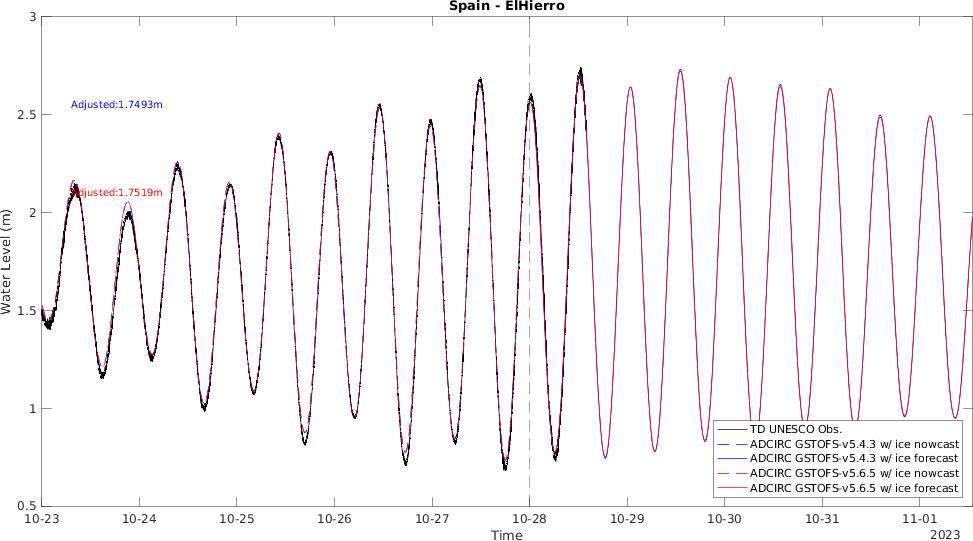 Spain - ElHierro
3
Adjusted:1.7493m
2.5
Adjusted:1.7519m
2
Water Level (m)
1.5
1
TD UNESCO Obs.
ADCIRC GSTOFS-v5.4.3 w/ ice nowcast
ADCIRC GSTOFS-v5.4.3 w/ ice forecast
ADCIRC GSTOFS-v5.6.5 w/ ice nowcast
ADCIRC GSTOFS-v5.6.5 w/ ice forecast
0.5
10-23 10-24 10-25 10-26 10-27 10-28 10-29 10-30 10-31 11-01
Time
2023